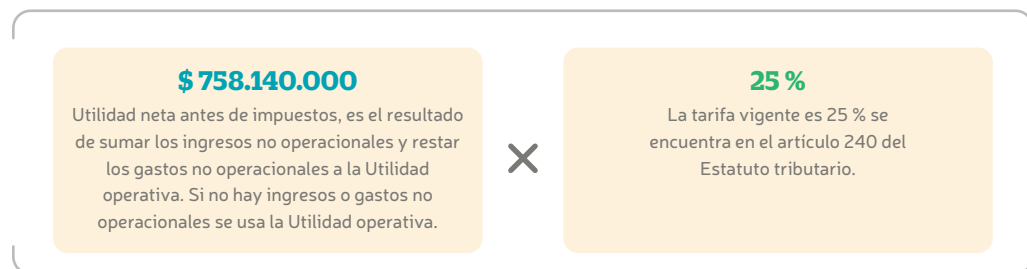 $ 758.140.000
Utilidad neta antes de impuestos, es el resultado
de sumar los ingresos no operacionales y restar
los gastos no operacionales a la Utilidad
operativa. Si no hay ingresos o gastos no
operacionales se usa la Utilidad operativa.
×
25 %
La tarifa vigente es 25 % se
encuentra en el artículo 240 del
Estatuto tributario.